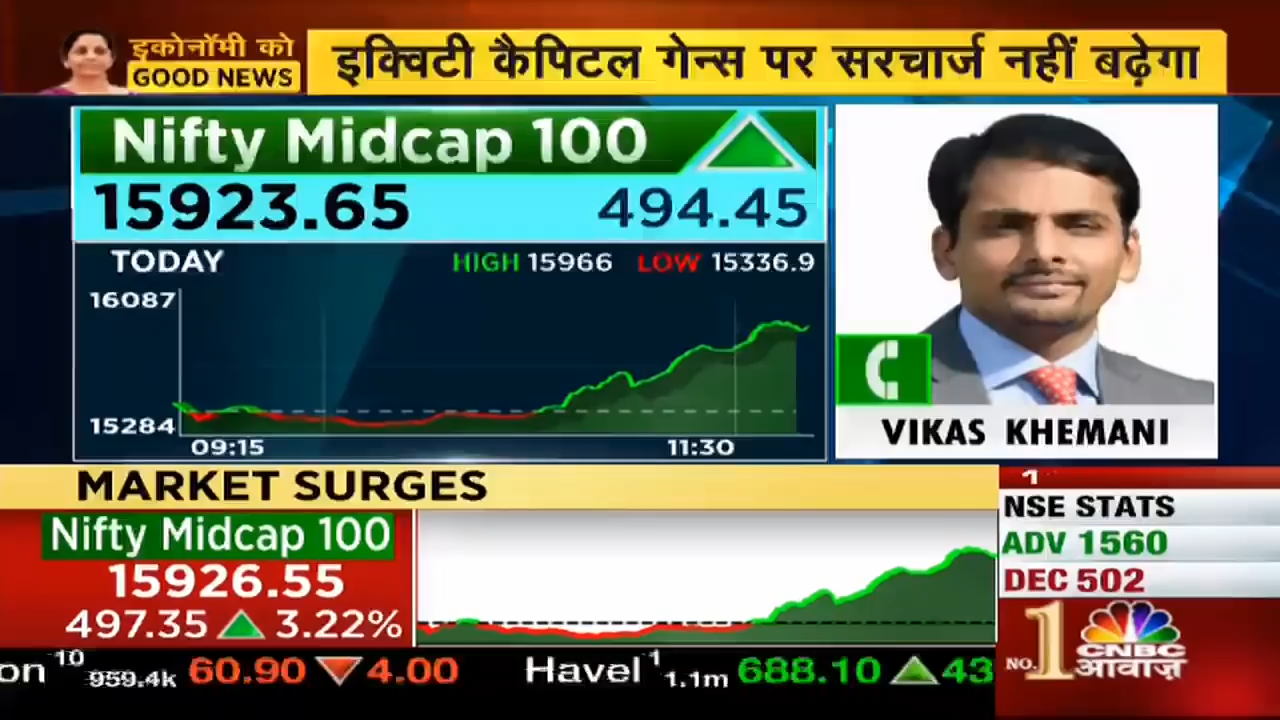 इकोनॉमी को
GOOD NEWS
इक्विटी कैपिटल गेन्स पर सरचार्ज नहीं बढ़ेगा
Nifty Midcap 100
15923.65 494.45
TODAY HIGH 15966 LOW 15336.9
16087
15284
09:15 11:30
VIKAS KHEMANI
MARKET SURGES
Nifty Midcap 100
15926.55
497.35 3.22%
NSE STATS
ADV 1560
DEC 502
on 10 959.4k 60.90 4.00 Havel 1 1.1m 688.10 43
NO.1 CNBC
आवाज़